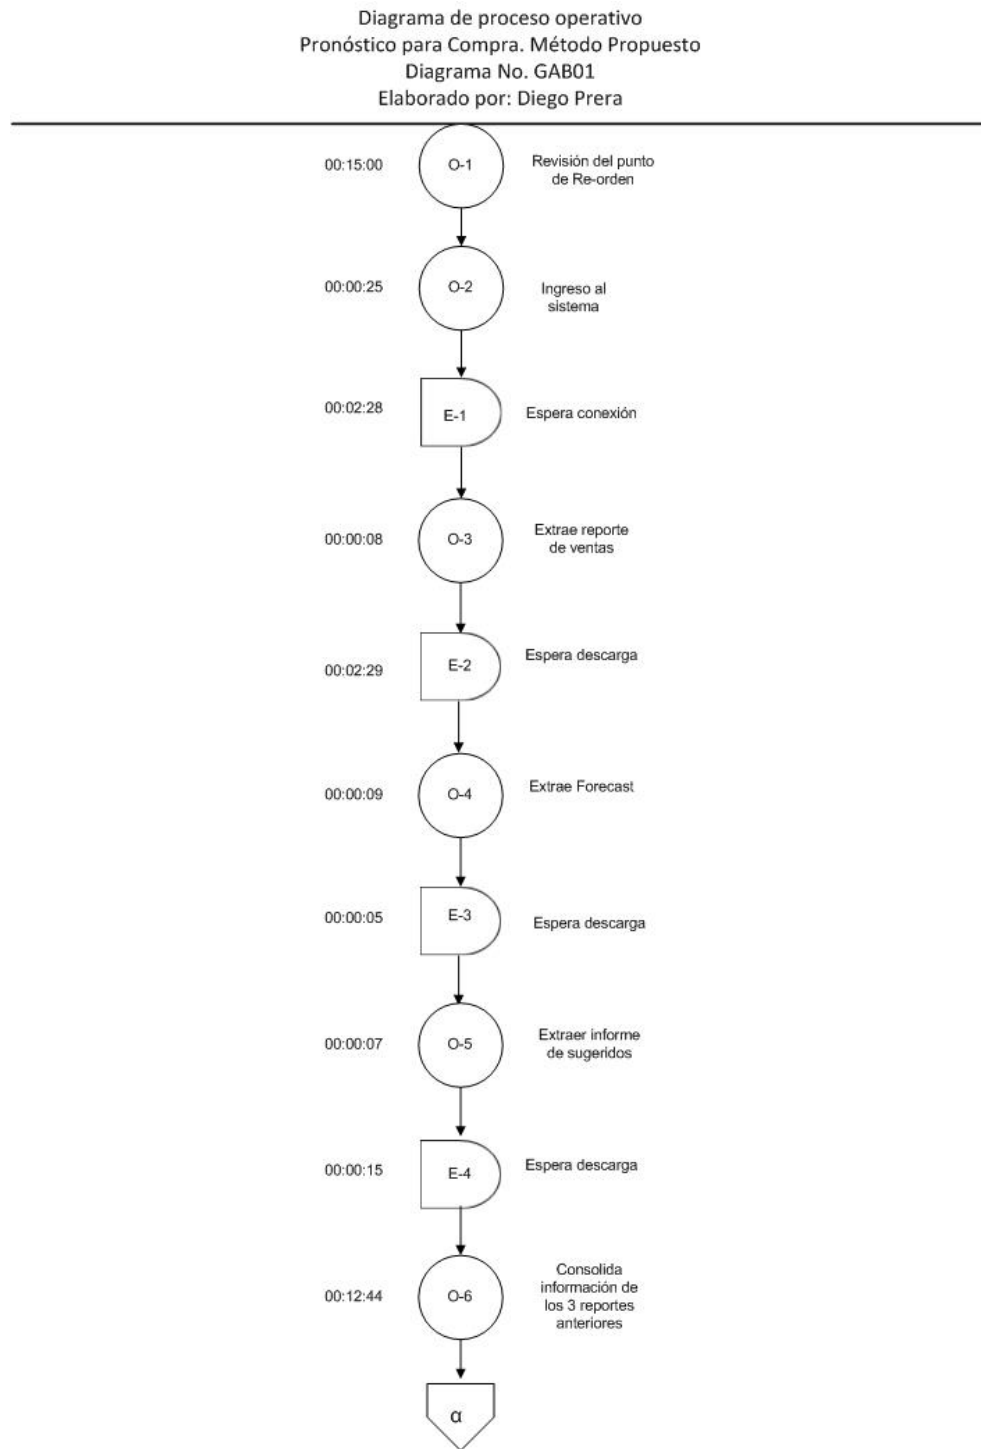 Diagrama de proceso operativo
Pronóstico para Compra. Método Propuesto
Diagrama No. GAB01
Elaborado por: Diego Prera
00:15:00
O-1
Revisión del punto
de Re-orden
00:00:25
O-2
Ingreso al
sistema
00:02:28
E-1
Espera conexión
00:00:08
O-3
Extrae reporte
de ventas
00:02:29
E-2
Espera descarga
00:00:09
O-4
Extrae Forecast
00:00:05
E-3
Espera descarga
00:00:07
O-5
Extraer informe
de sugeridos
00:00:15
E-4
Espera descarga
00:12:44
O-6
Consolida
información de
los 3 reportes
anteriores
α